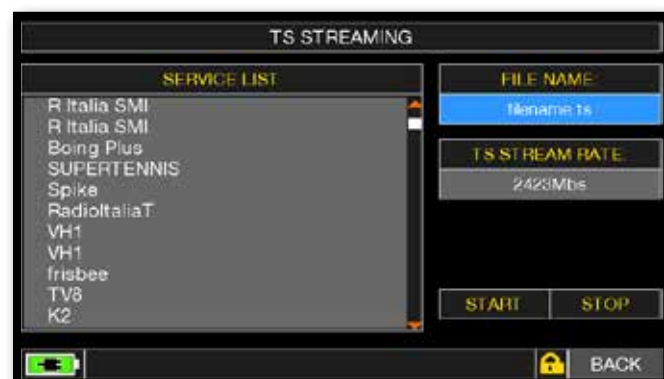 TS STREAMING
SERVICE LIST
R Italia SMI
R Italia SMI
Boing Plus
SUPERTENNIS
Spike
RadioItaliaT
VH1
VH1
frisbee
TV8
K2
FILE NAME:
filename.ts
TS STREAM RATE:
2423Mbs
START
STOP
BACK